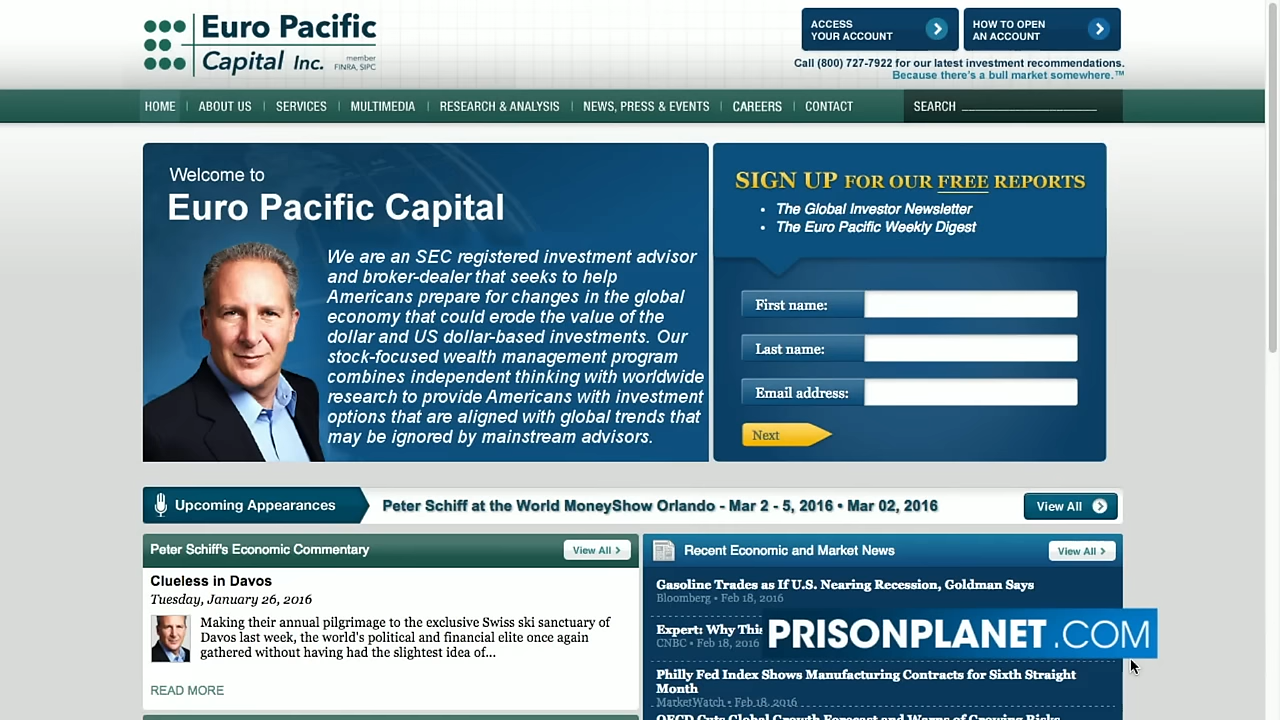 Euro Pacific
Capital Inc.
member
FINRA, SIPC
ACCESS
YOUR ACCOUNT
HOW TO OPEN
AN ACCOUNT
Call (800) 727-7922 for our latest investment recommendations.
Because there's a bull market somewhere.™
HOME
ABOUT US
SERVICES
MULTIMEDIA
RESEARCH & ANALYSIS
NEWS, PRESS & EVENTS
CAREERS
CONTACT
SEARCH
Welcome to
Euro Pacific Capital
We are an SEC registered investment advisor
and broker-dealer that seeks to help
Americans prepare for changes in the global
economy that could erode the value of the
dollar and US dollar-based investments. Our
stock-focused wealth management program
combines independent thinking with worldwide
research to provide Americans with investment
options that are aligned with global trends that
may be ignored by mainstream advisors.
SIGN UP FOR OUR FREE REPORTS
• The Global Investor Newsletter
• The Euro Pacific Weekly Digest
First name:
Last name:
Email address:
Next
Upcoming Appearances
Peter Schiff at the World MoneyShow Orlando - Mar 2 - 5, 2016 • Mar 02, 2016
View All
Peter Schiff's Economic Commentary
View All
Clueless in Davos
Tuesday, January 26, 2016
Making their annual pilgrimage to the exclusive Swiss ski sanctuary of
Davos last week, the world's political and financial elite once again
gathered without having had the slightest idea of...
READ MORE
Recent Economic and Market News
View All
Gasoline Trades as If U.S. Nearing Recession, Goldman Says
Bloomberg • Feb 18, 2016
Expert: Why This
CNBC • Feb 18, 2016
PRISONPLANET.COM
Philly Fed Index Shows Manufacturing Contracts for Sixth Straight
Month
MarketWatch • Feb 18, 2016
OECD Cuts Global Growth Forecast and Warns of Growing Risks